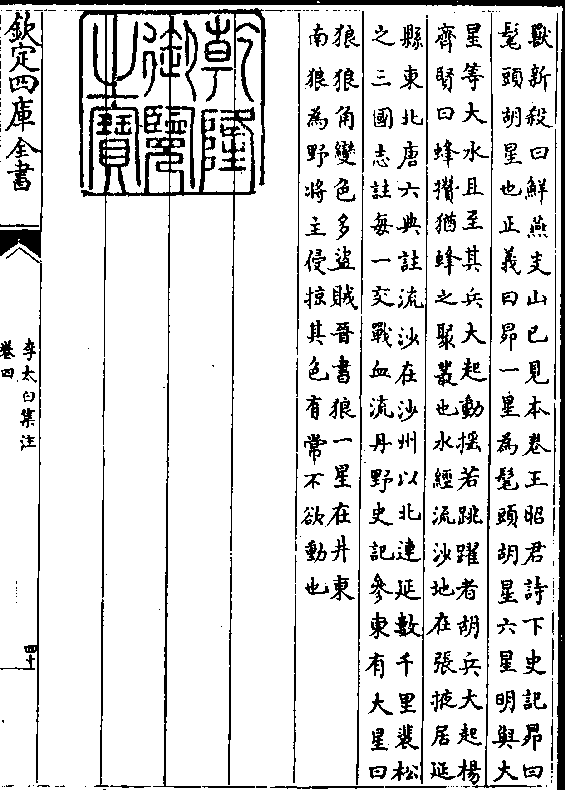 獸新殺曰鮮燕支山已見本卷王昭君詩下史記昴曰
髦頭胡星也正義曰昴一星為髦頭胡星六星明與大
星等大水且至其兵大起動搖若跳躍者胡兵大起楊
齊賢曰蜂攢猶蜂之聚叢也水經流沙地在張掖居延
縣東北唐六典註流沙在沙州以北連延數千里裴松
之三國志註每一交戰血流丹野史記參東有大星曰
狼狼角變色多盜賊晉書狼一星在井東
南狼為野將主侵掠其色有常不欲動也
乾隆
御覽
之寶
欽定四庫全書
李太白集注
卷四
四十